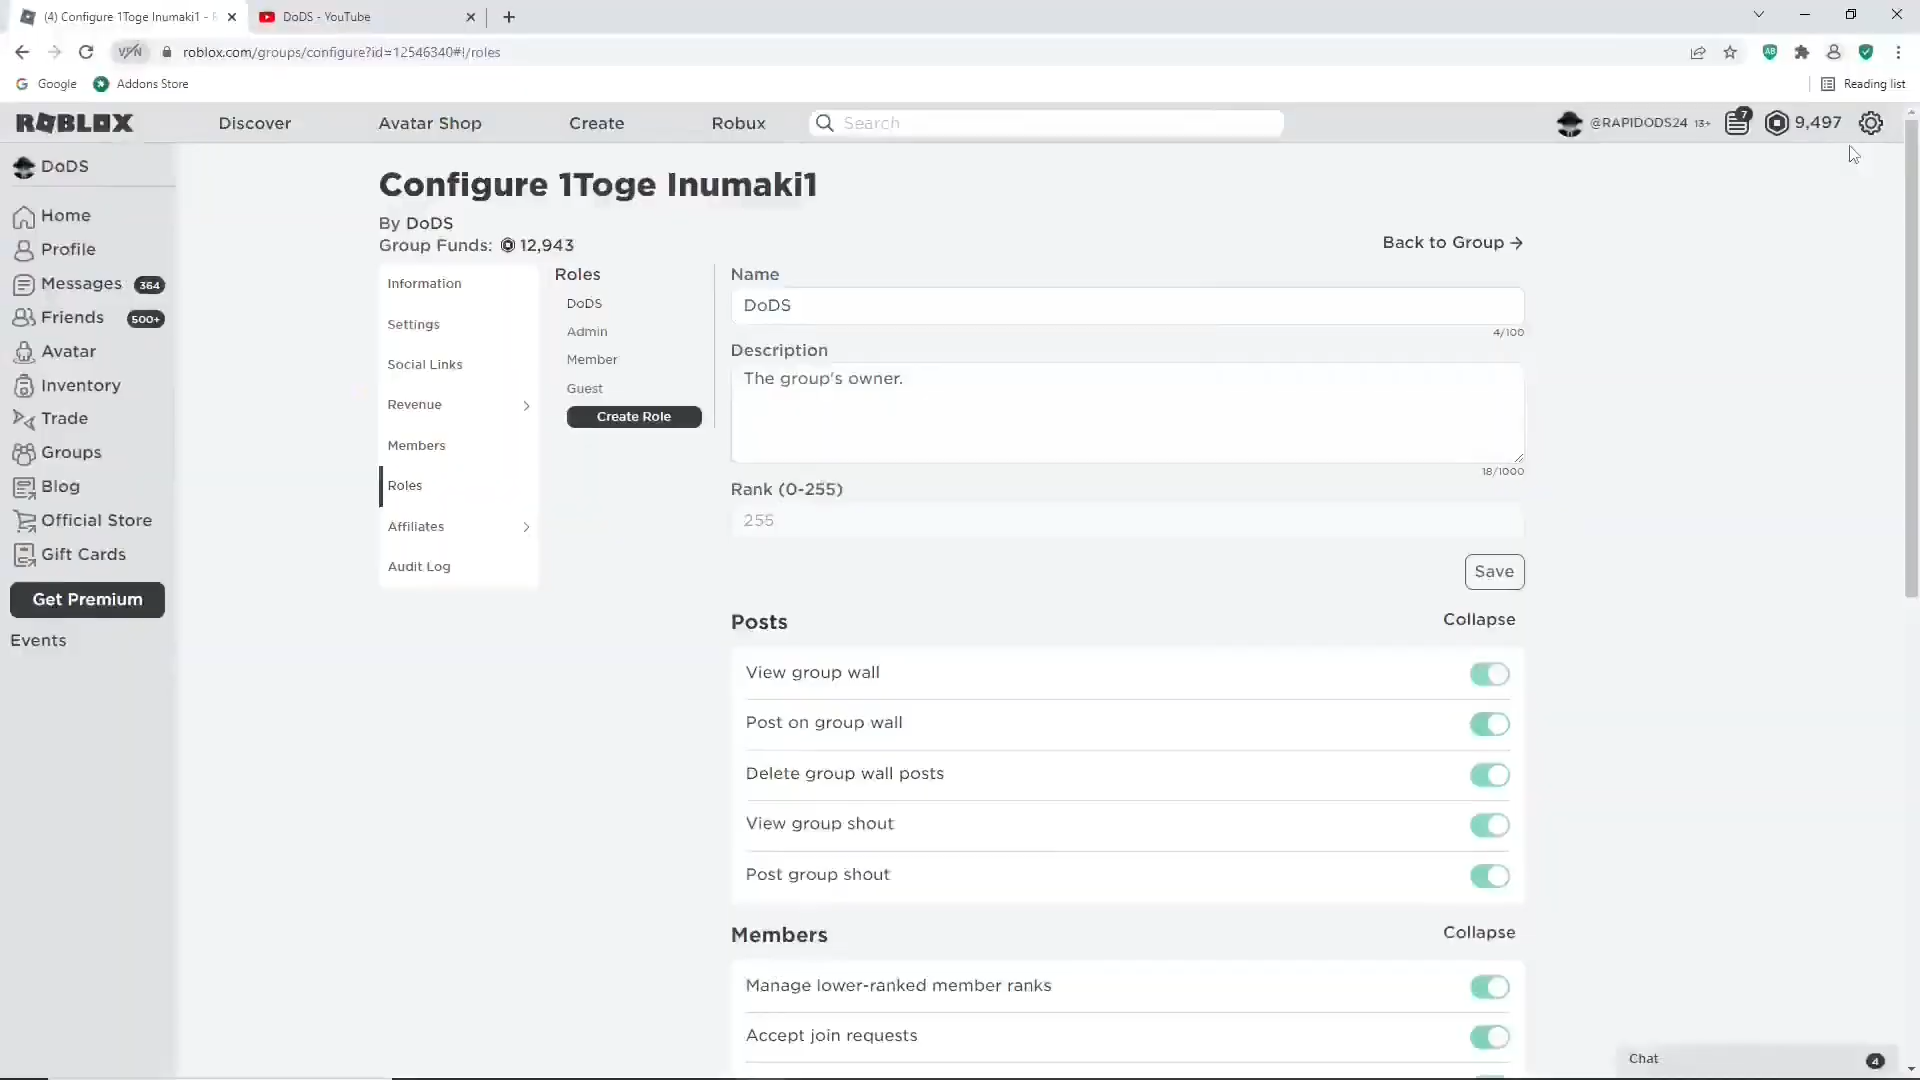 (4) Configure 1Toge Inumaki1 -
DoDS - YouTube
VPN
roblox.com/groups/configure?id=12546340#!/roles
Google
Addons Store
Reading list
ROBLOX
Discover
Avatar Shop
Create
Robux
Search
@RAPIDODS24 13+
7
9,497
DoDS
Home
Profile
Messages 364
Friends 500+
Avatar
Inventory
Trade
Groups
Blog
Official Store
Gift Cards
Get Premium
Events
Configure 1Toge Inumaki1
By DoDS
Group Funds: 12,943
Back to Group →
Information
Settings
Social Links
Revenue
Members
Roles
Affiliates
Audit Log
Roles
DoDS
Admin
Member
Guest
Create Role
Name
DoDS
4/100
Description
The group's owner.
18/1000
Rank (0-255)
255
Save
Posts
Collapse
View group wall
Post on group wall
Delete group wall posts
View group shout
Post group shout
Members
Collapse
Manage lower-ranked member ranks
Accept join requests
Chat
4